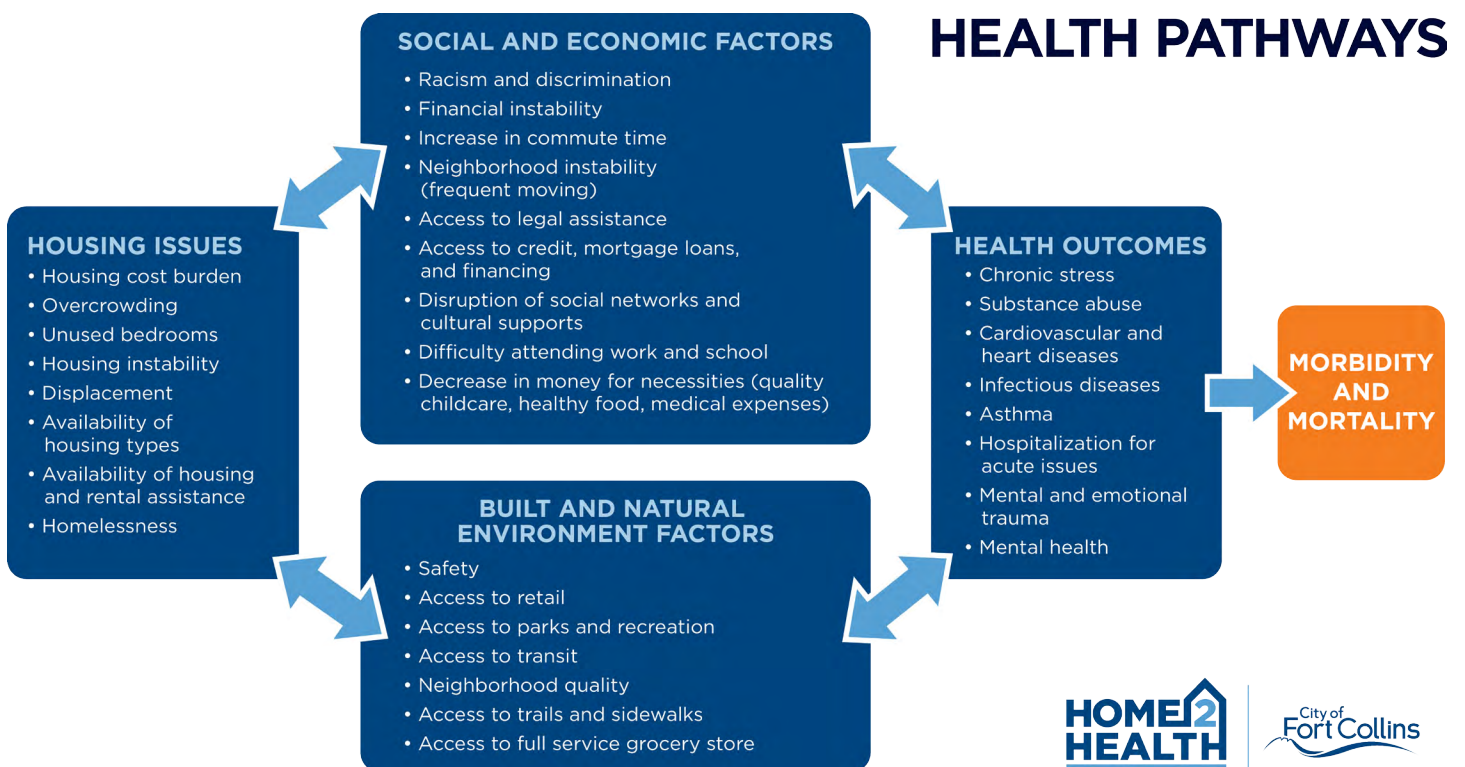 HEALTH PATHWAYS
SOCIAL AND ECONOMIC FACTORS
• Racism and discrimination
• Financial instability
• Increase in commute time
• Neighborhood instability
(frequent moving)
• Access to legal assistance
• Access to credit, mortgage loans,
and financing
• Disruption of social networks and
cultural supports
• Difficulty attending work and school
• Decrease in money for necessities (quality
childcare, healthy food, medical expenses)
HOUSING ISSUES
• Housing cost burden
• Overcrowding
• Unused bedrooms
• Housing instability
• Displacement
• Availability of
housing types
• Availability of housing
and rental assistance
• Homelessness
BUILT AND NATURAL
ENVIRONMENT FACTORS
• Safety
• Access to retail
• Access to parks and recreation
• Access to transit
• Neighborhood quality
• Access to trails and sidewalks
• Access to full service grocery store
HEALTH OUTCOMES
• Chronic stress
• Substance abuse
• Cardiovascular and
heart diseases
• Infectious diseases
• Asthma
• Hospitalization for
acute issues
• Mental and emotional
trauma
• Mental health
MORBIDITY
AND
MORTALITY
HOME2
HEALTH
City of
Fort Collins